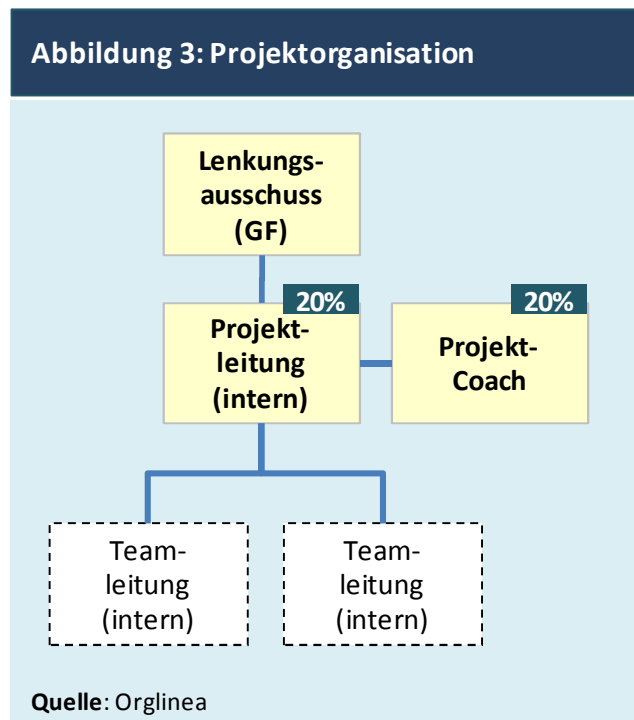 Abbildung 3: Projektorganisation
Lenkungs-
ausschuss
(GF)
20%
Projekt-
leitung
(intern)
20%
Projekt-
Coach
Team-
leitung
(intern)
Team-
leitung
(intern)
Quelle: Orglinea